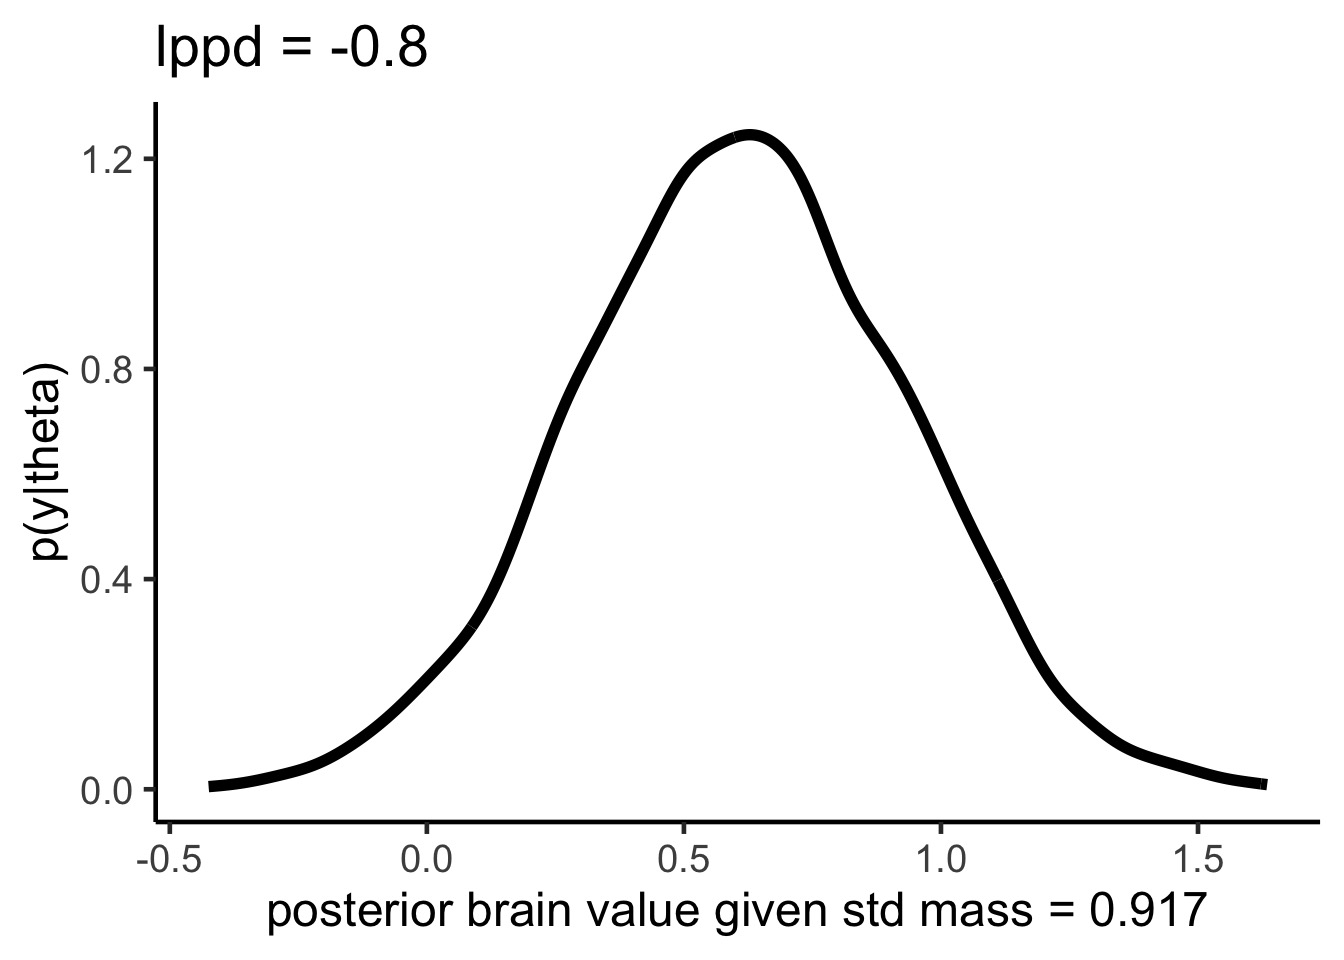 lppd = -0.8
p(y|theta)
1.2
0.8
0.4
0.0
-0.5 0.0 0.5 1.0 1.5
posterior brain value given std mass = 0.917